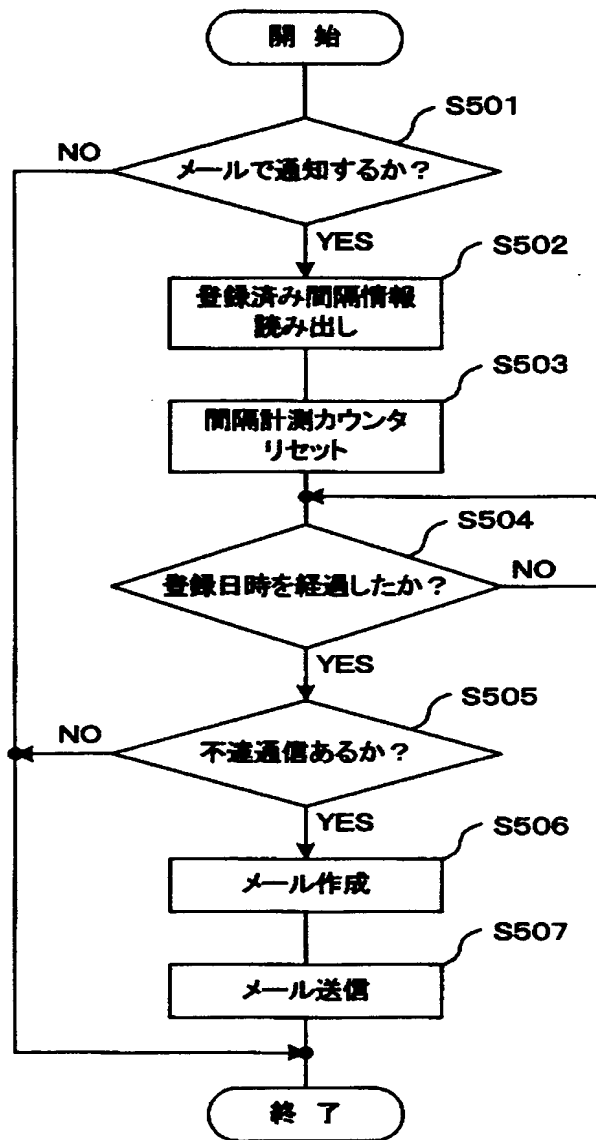 開 始
S501
NO
メールで通知するか？
YES
S502
登録済み間隔情報
読み出し
S503
間隔計測カウンタ
リセット
S504
登録日時を経過したか？
NO
YES
S505
NO
不達通信あるか？
YES
S506
メール作成
S507
メール送信
終 了